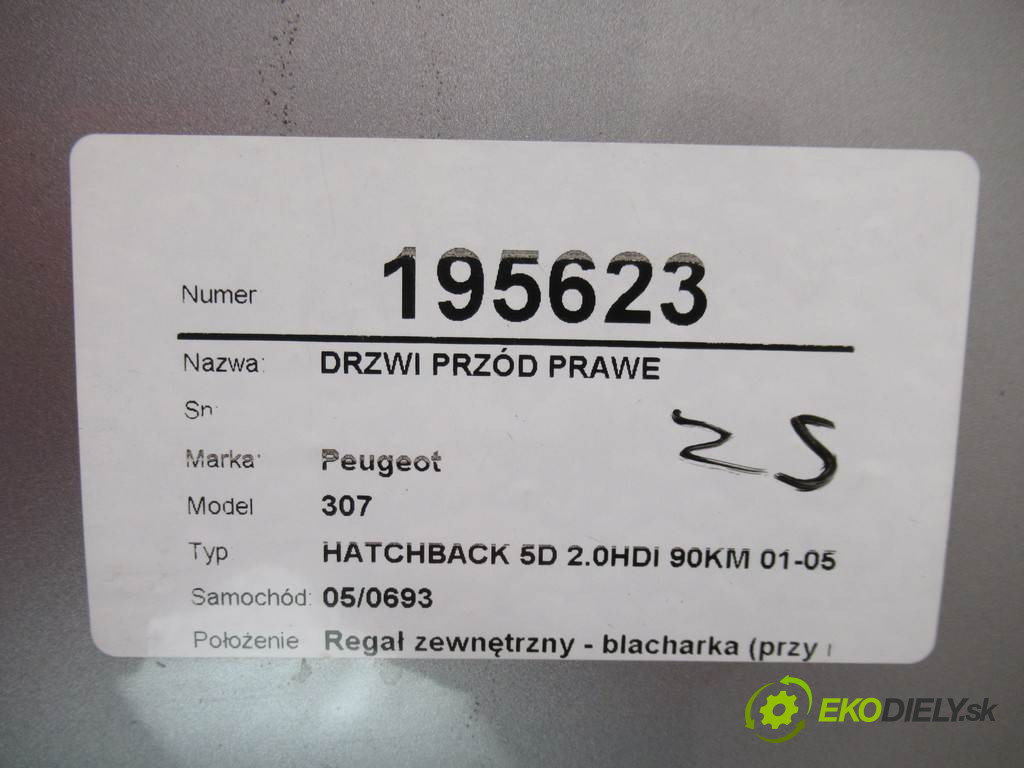 Numer 195623
Nazwa: DRZWI PRZÓD PRAWE
Sn:
Marka: Peugeot
Model 307
Typ HATCHBACK 5D 2.0HDI 90KM 01-05
Samochód: 05/0693
Położenie Regał zewnętrzny - blacharka (przy
EKODIELY.sk